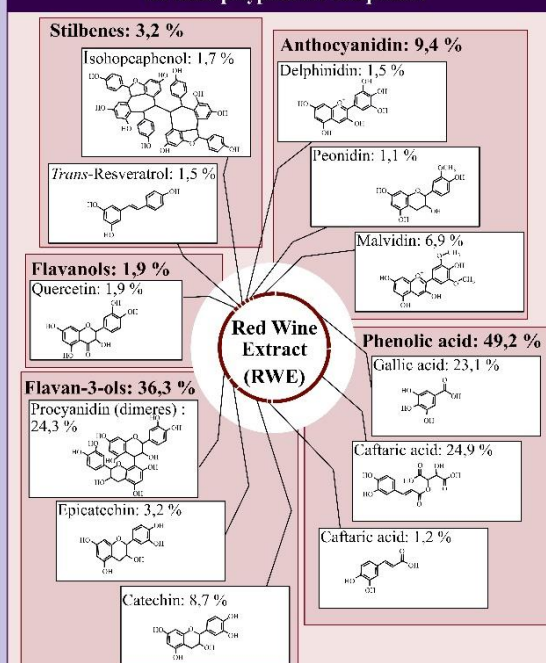 Stilbenes: 3,2 %
Isohopeaphenol: 1,7 %
Trans-Resveratrol: 1,5 %
Anthocyanidin: 9,4 %
Delphinidin: 1,5 %
Peonidin: 1,1 %
Malvidin: 6,9 %
Flavanols: 1,9 %
Quercetin: 1,9 %
Red Wine
Extract
(RWE)
Phenolic acid: 49,2 %
Gallic acid: 23,1 %
Caftaric acid: 24,9 %
Caftaric acid: 1,2 %
Flavan-3-ols: 36,3 %
Procyanidin (dimeres) :
24,3 %
Epicatechin: 3,2 %
Catechin: 8,7 %